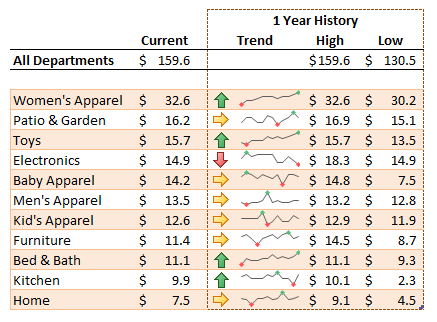 1 Year History
Current Trend High Low
All Departments $ 159.6 $159.6 $ 130.5
Women's Apparel $ 32.6 $ 32.6 $ 30.2
Patio & Garden $ 16.2 $ 16.9 $ 15.1
Toys $ 15.7 $ 15.7 $ 13.5
Electronics $ 14.9 $ 18.3 $ 14.9
Baby Apparel $ 14.2 $ 14.8 $ 7.5
Men's Apparel $ 13.5 $ 13.2 $ 12.8
Kid's Apparel $ 12.6 $ 12.9 $ 11.9
Furniture $ 11.4 $ 14.5 $ 8.7
Bed & Bath $ 11.1 $ 11.1 $ 9.3
Kitchen $ 9.9 $ 10.1 $ 2.3
Home $ 7.5 $ 9.1 $ 4.5